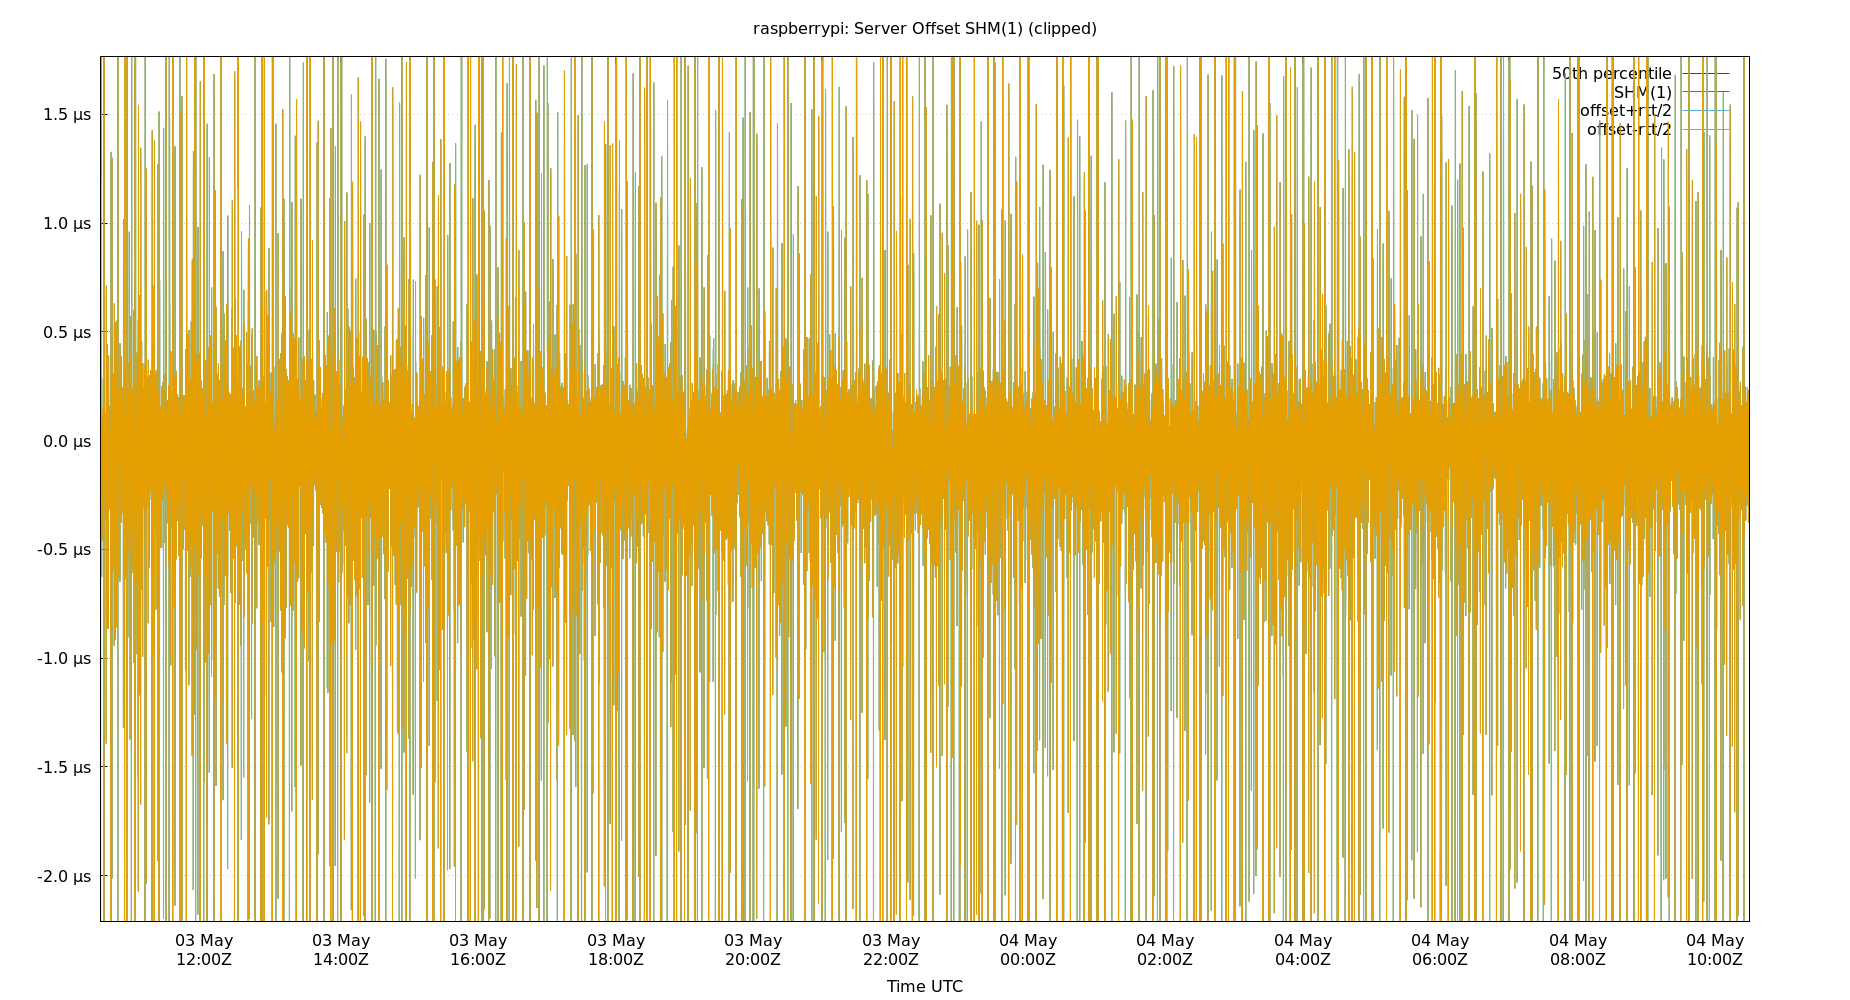 raspberrypi: Server Offset SHM(1) (clipped)
50th percentile
SHM(1)
offset+rtt/2
offset-rtt/2
1.5 µs
1.0 µs
0.5 µs
0.0 µs
-0.5 µs
-1.0 µs
-1.5 µs
-2.0 µs
03 May 03 May 03 May 03 May 03 May 03 May 04 May 04 May 04 May 04 May 04 May 04 May
12:00Z 14:00Z 16:00Z 18:00Z 20:00Z 22:00Z 00:00Z 02:00Z 04:00Z 06:00Z 08:00Z 10:00Z
Time UTC